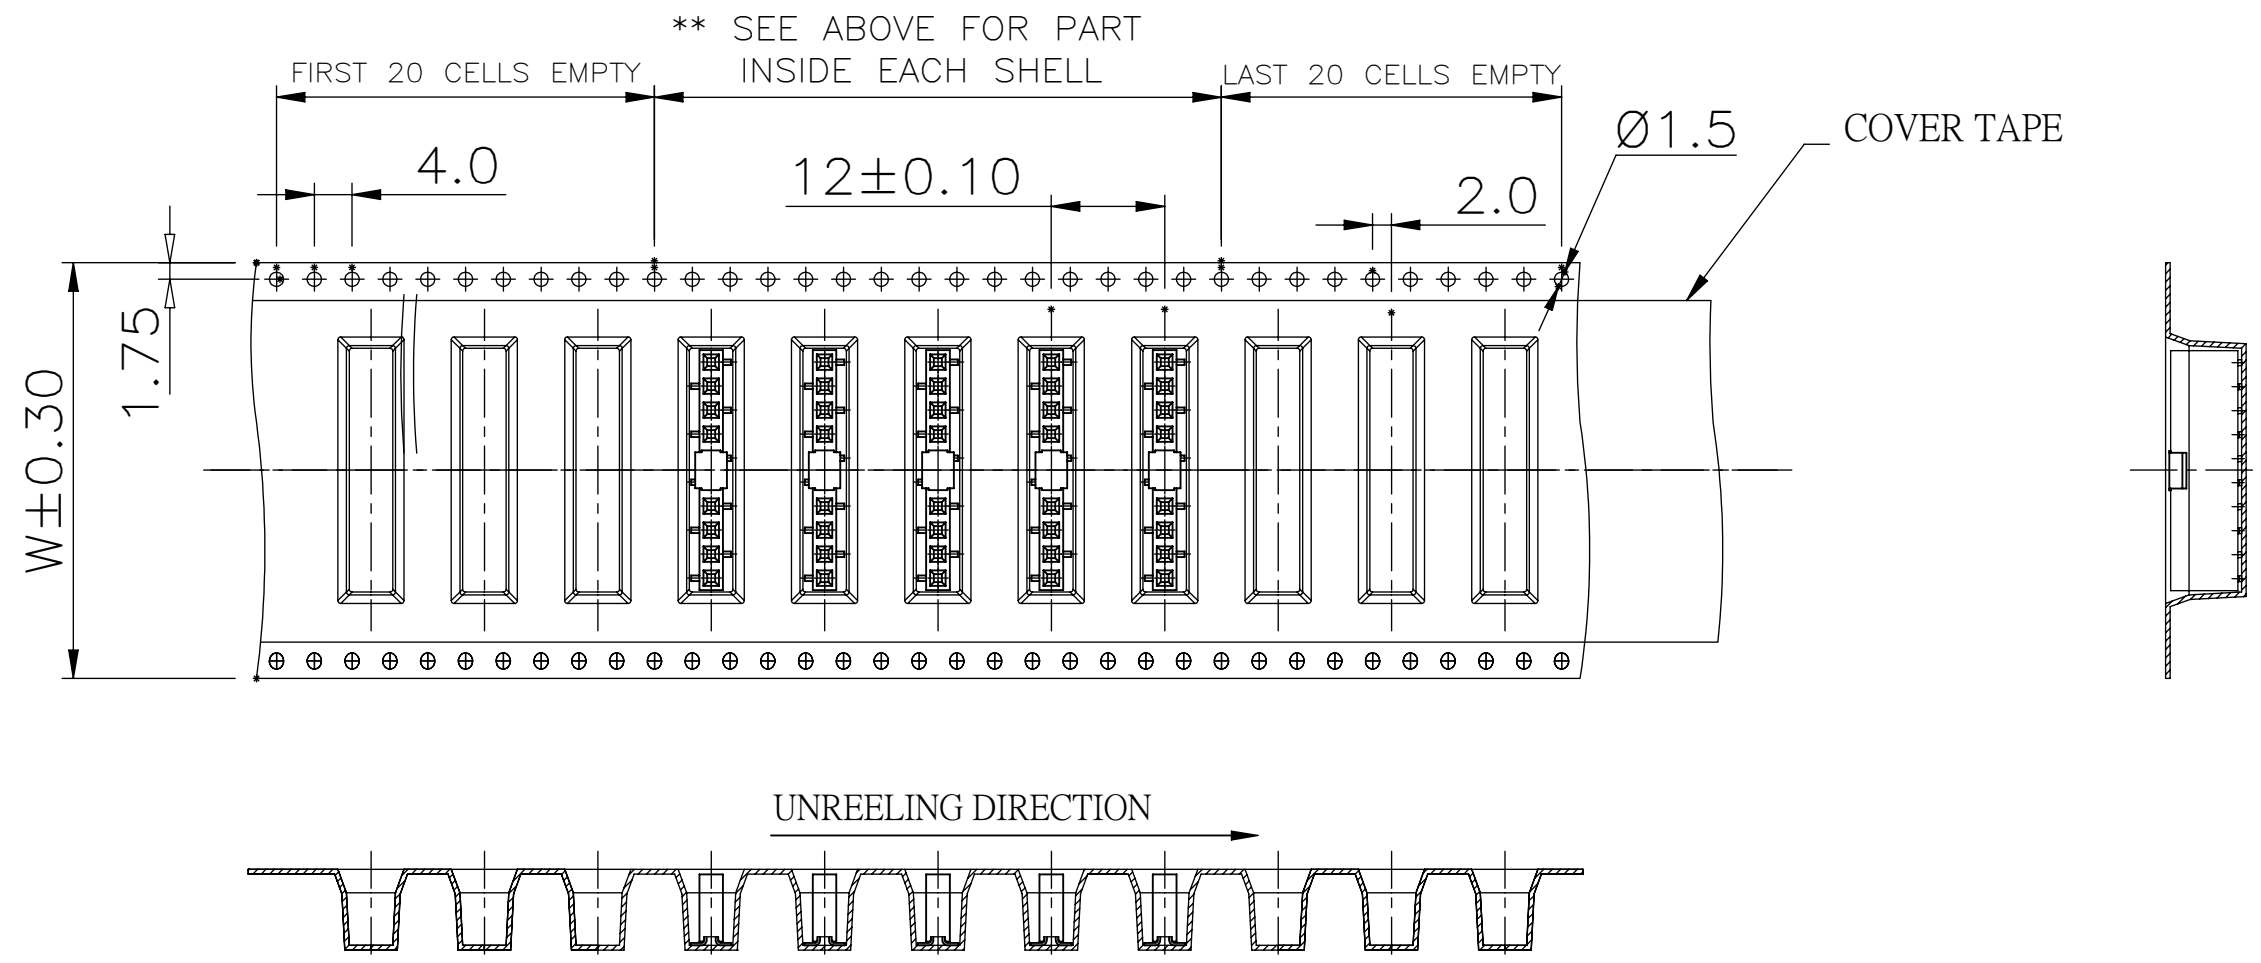 ** SEE ABOVE FOR PART
INSIDE EACH SHELL
FIRST 20 CELLS EMPTY
LAST 20 CELLS EMPTY
Ø1.5
COVER TAPE
4.0
12±0.10
2.0
1.75
W±0.30
UNREELING DIRECTION